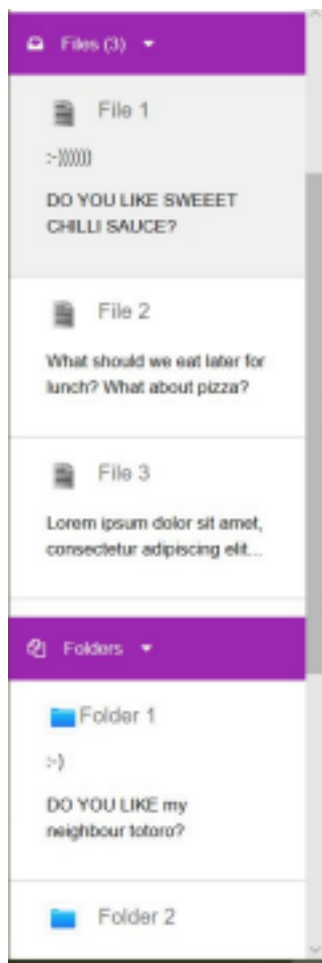 Files (3)
File 1
:-))))))
DO YOU LIKE SWEEET
CHILLI SAUCE?
File 2
What should we eat later for
lunch? What about pizza?
File 3
Lorem ipsum dolor sit amet,
consectetur adipiscing elit...
Folders
Folder 1
:-)
DO YOU LIKE my
neighbour totoro?
Folder 2